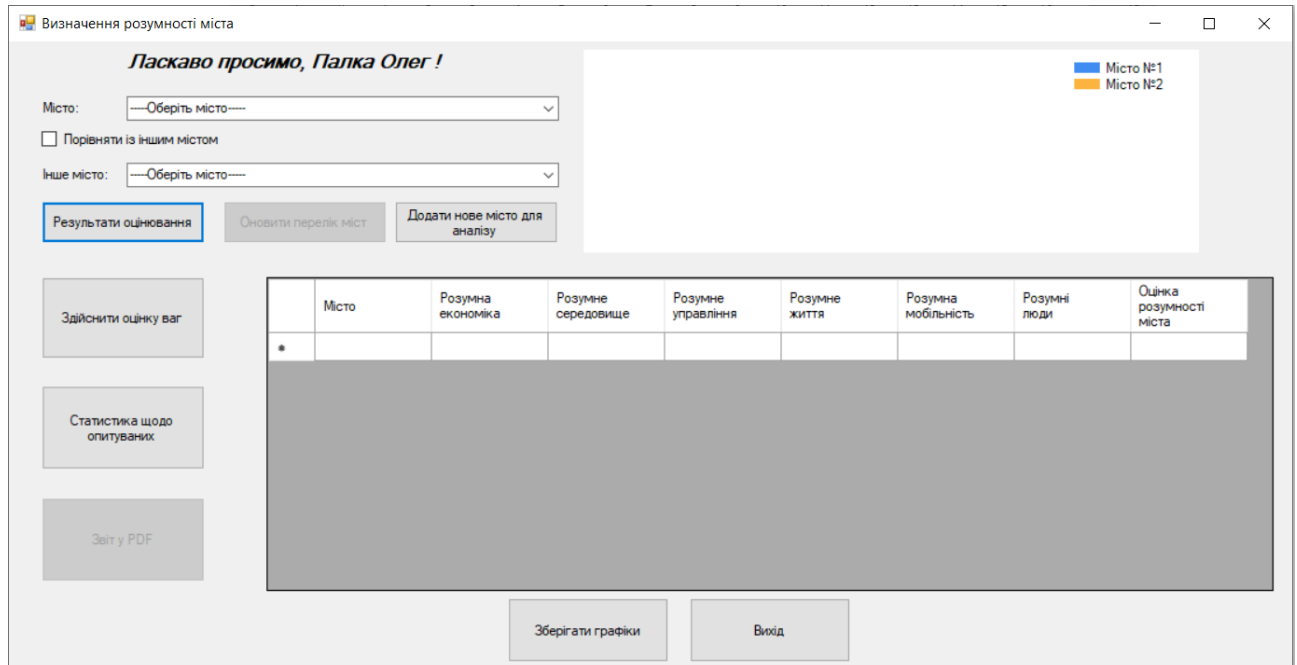 Визначення розумності міста
Ласкаво просимо, Палка Олег !
Місто №1
Місто №2
Місто:
-----Оберіть місто-----
Порівняти із іншим містом
Інше місто:
-----Оберіть місто-----
Результати оцінювання
Оновити перелік міст
Додати нове місто для
аналізу
Здійснити оцінку ваг
Місто
Розумна
економіка
Розумне
середовище
Розумне
управління
Розумне
життя
Розумна
мобільність
Розумні
люди
Оцінка
розумності
міста
Статистика щодо
опитуваних
Звіт у PDF
Зберігати графіки
Вихід